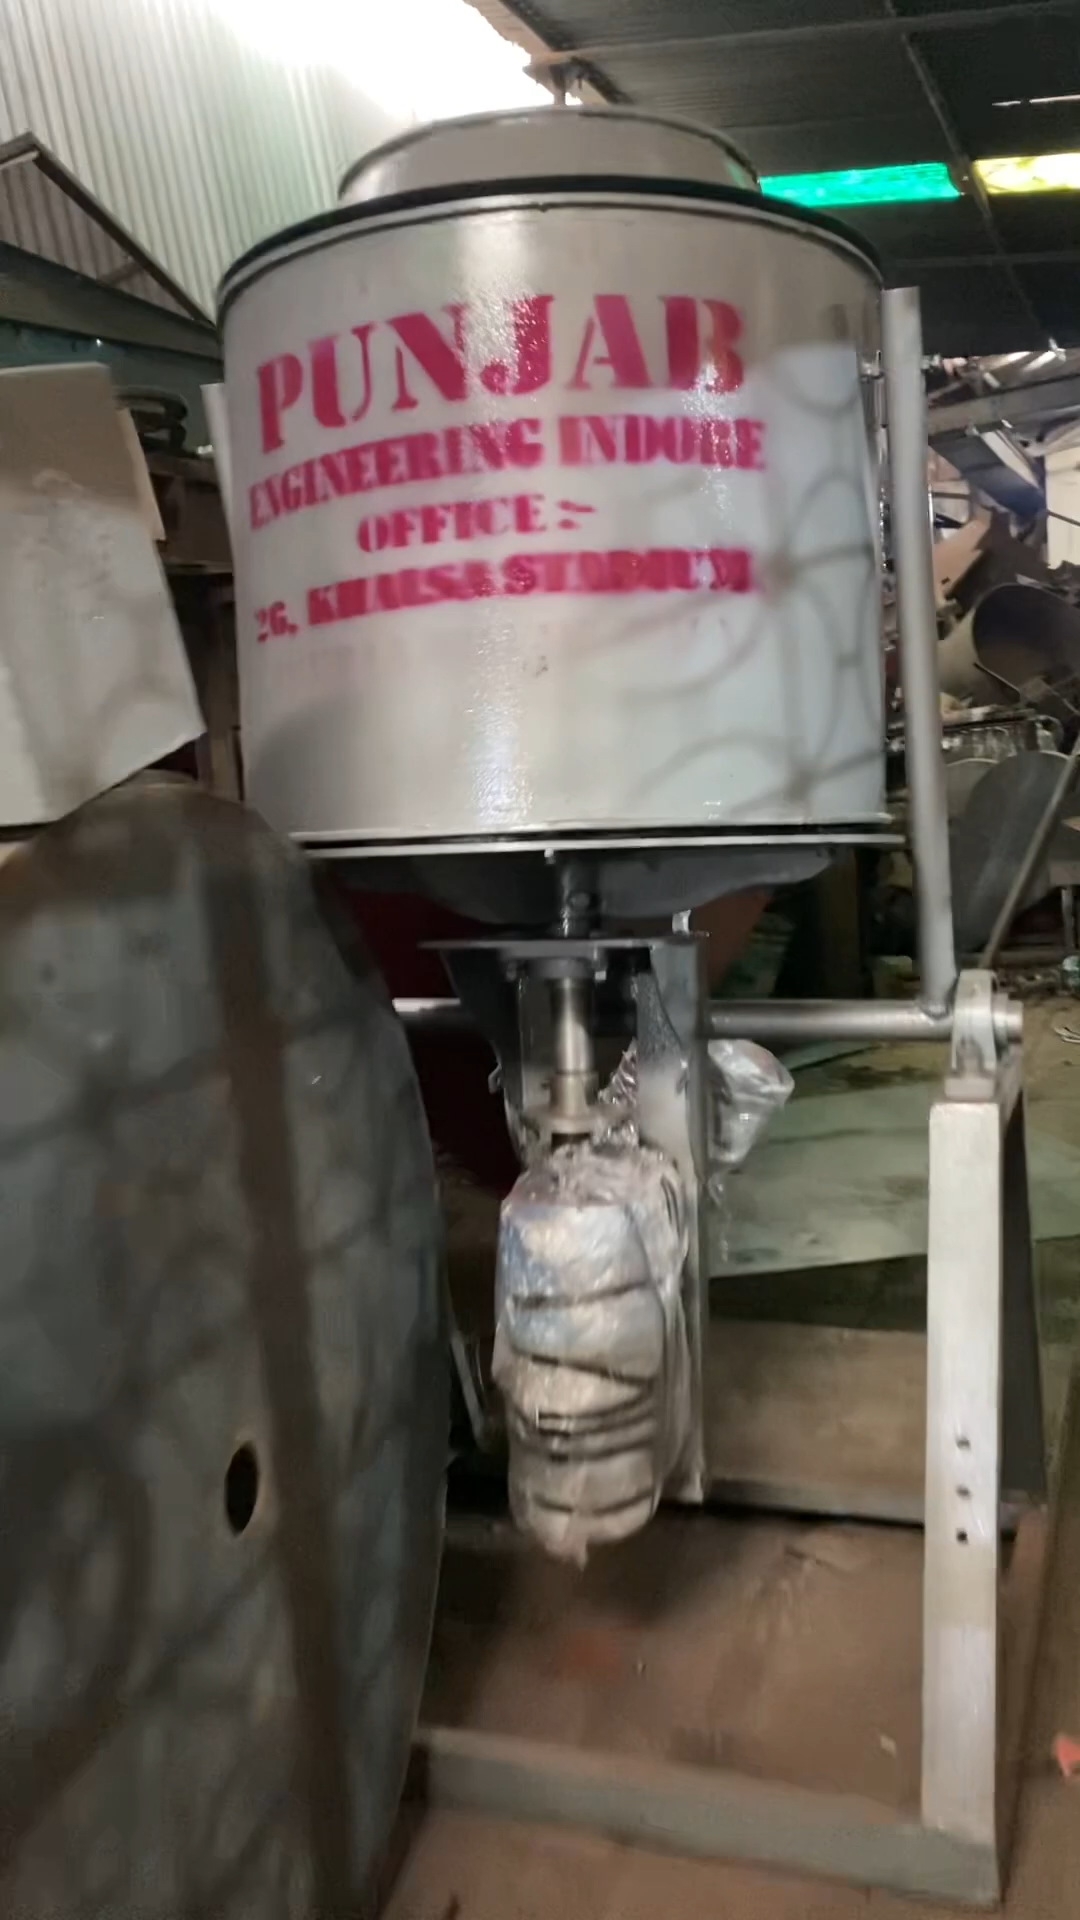 PUNJAB
ENGINEERING INDORE
OFFICE :-
26, KHALSA STADIUM